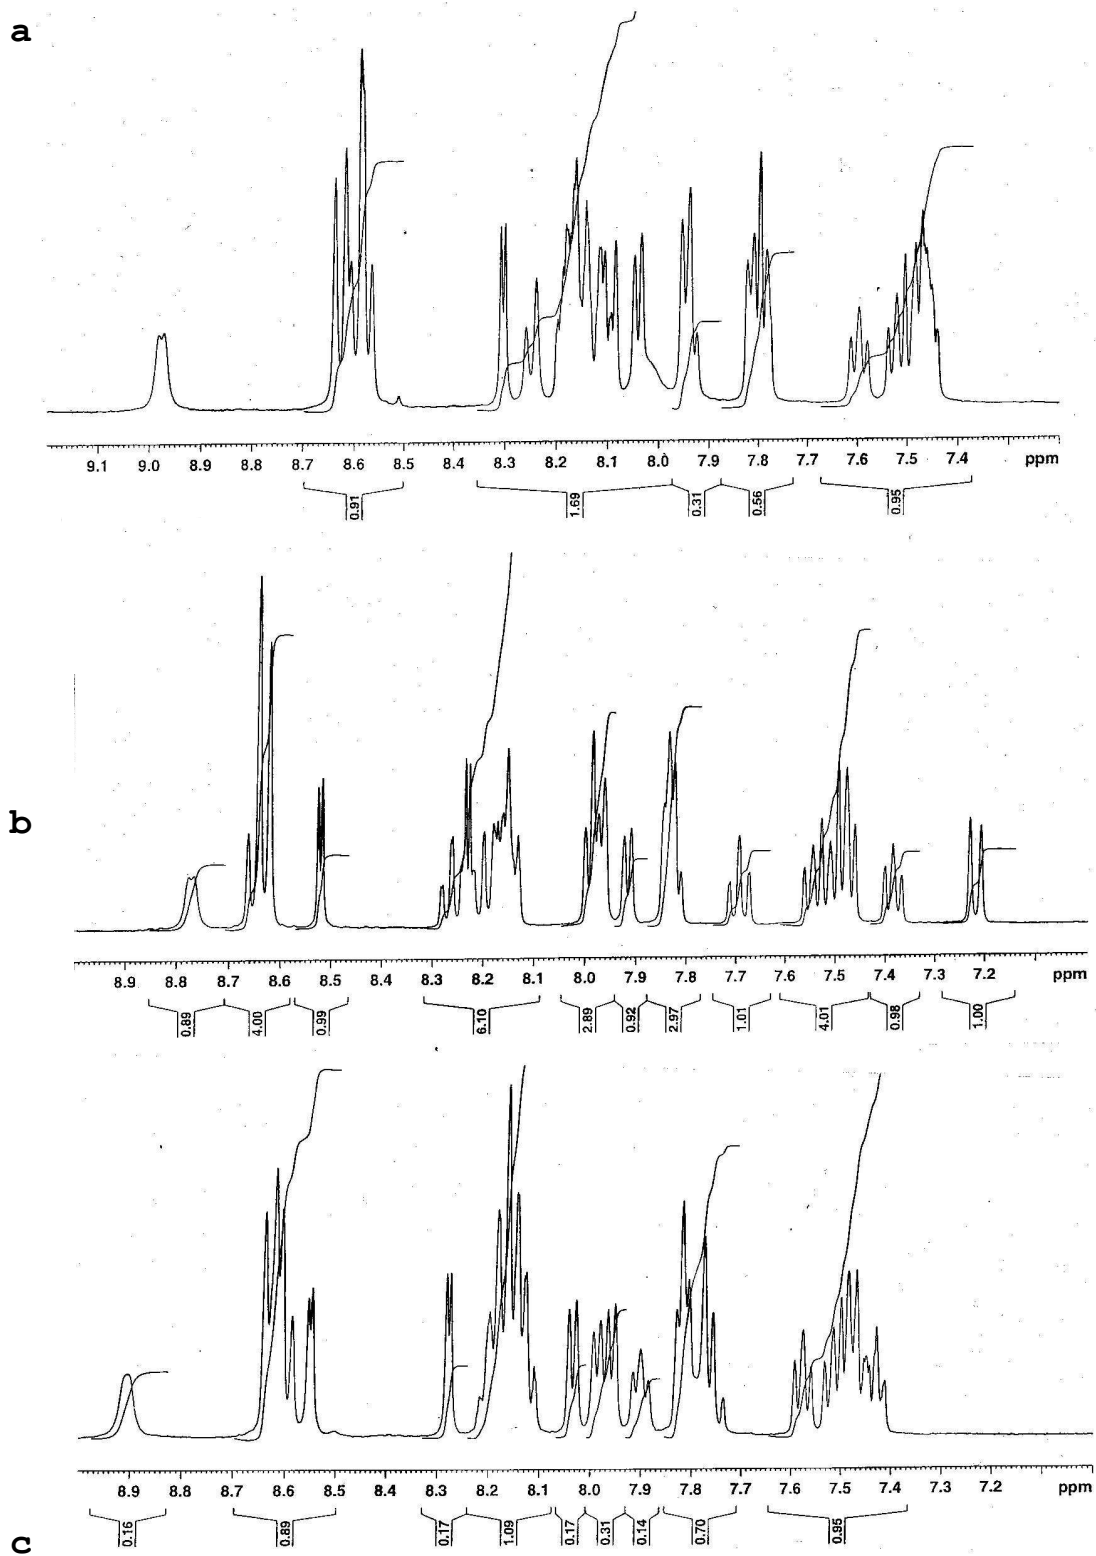 a
9.1 9.0 8.9 8.8 8.7 8.6 8.5 8.4 8.3 8.2 8.1 8.0 7.9 7.8 7.7 7.6 7.5 7.4 ppm
0.91 1.69 0.31 0.56 0.95
b
8.9 8.8 8.7 8.6 8.5 8.4 8.3 8.2 8.1 8.0 7.9 7.8 7.7 7.6 7.5 7.4 7.3 7.2 ppm
0.89 4.00 0.99 6.10 2.89 0.92 2.97 1.01 4.01 0.98 1.00
8.9 8.8 8.7 8.6 8.5 8.4 8.3 8.2 8.1 8.0 7.9 7.8 7.7 7.6 7.5 7.4 7.3 7.2 ppm
0.16 0.89 0.17 1.09 0.17 0.31 0.14 0.70 0.95
c